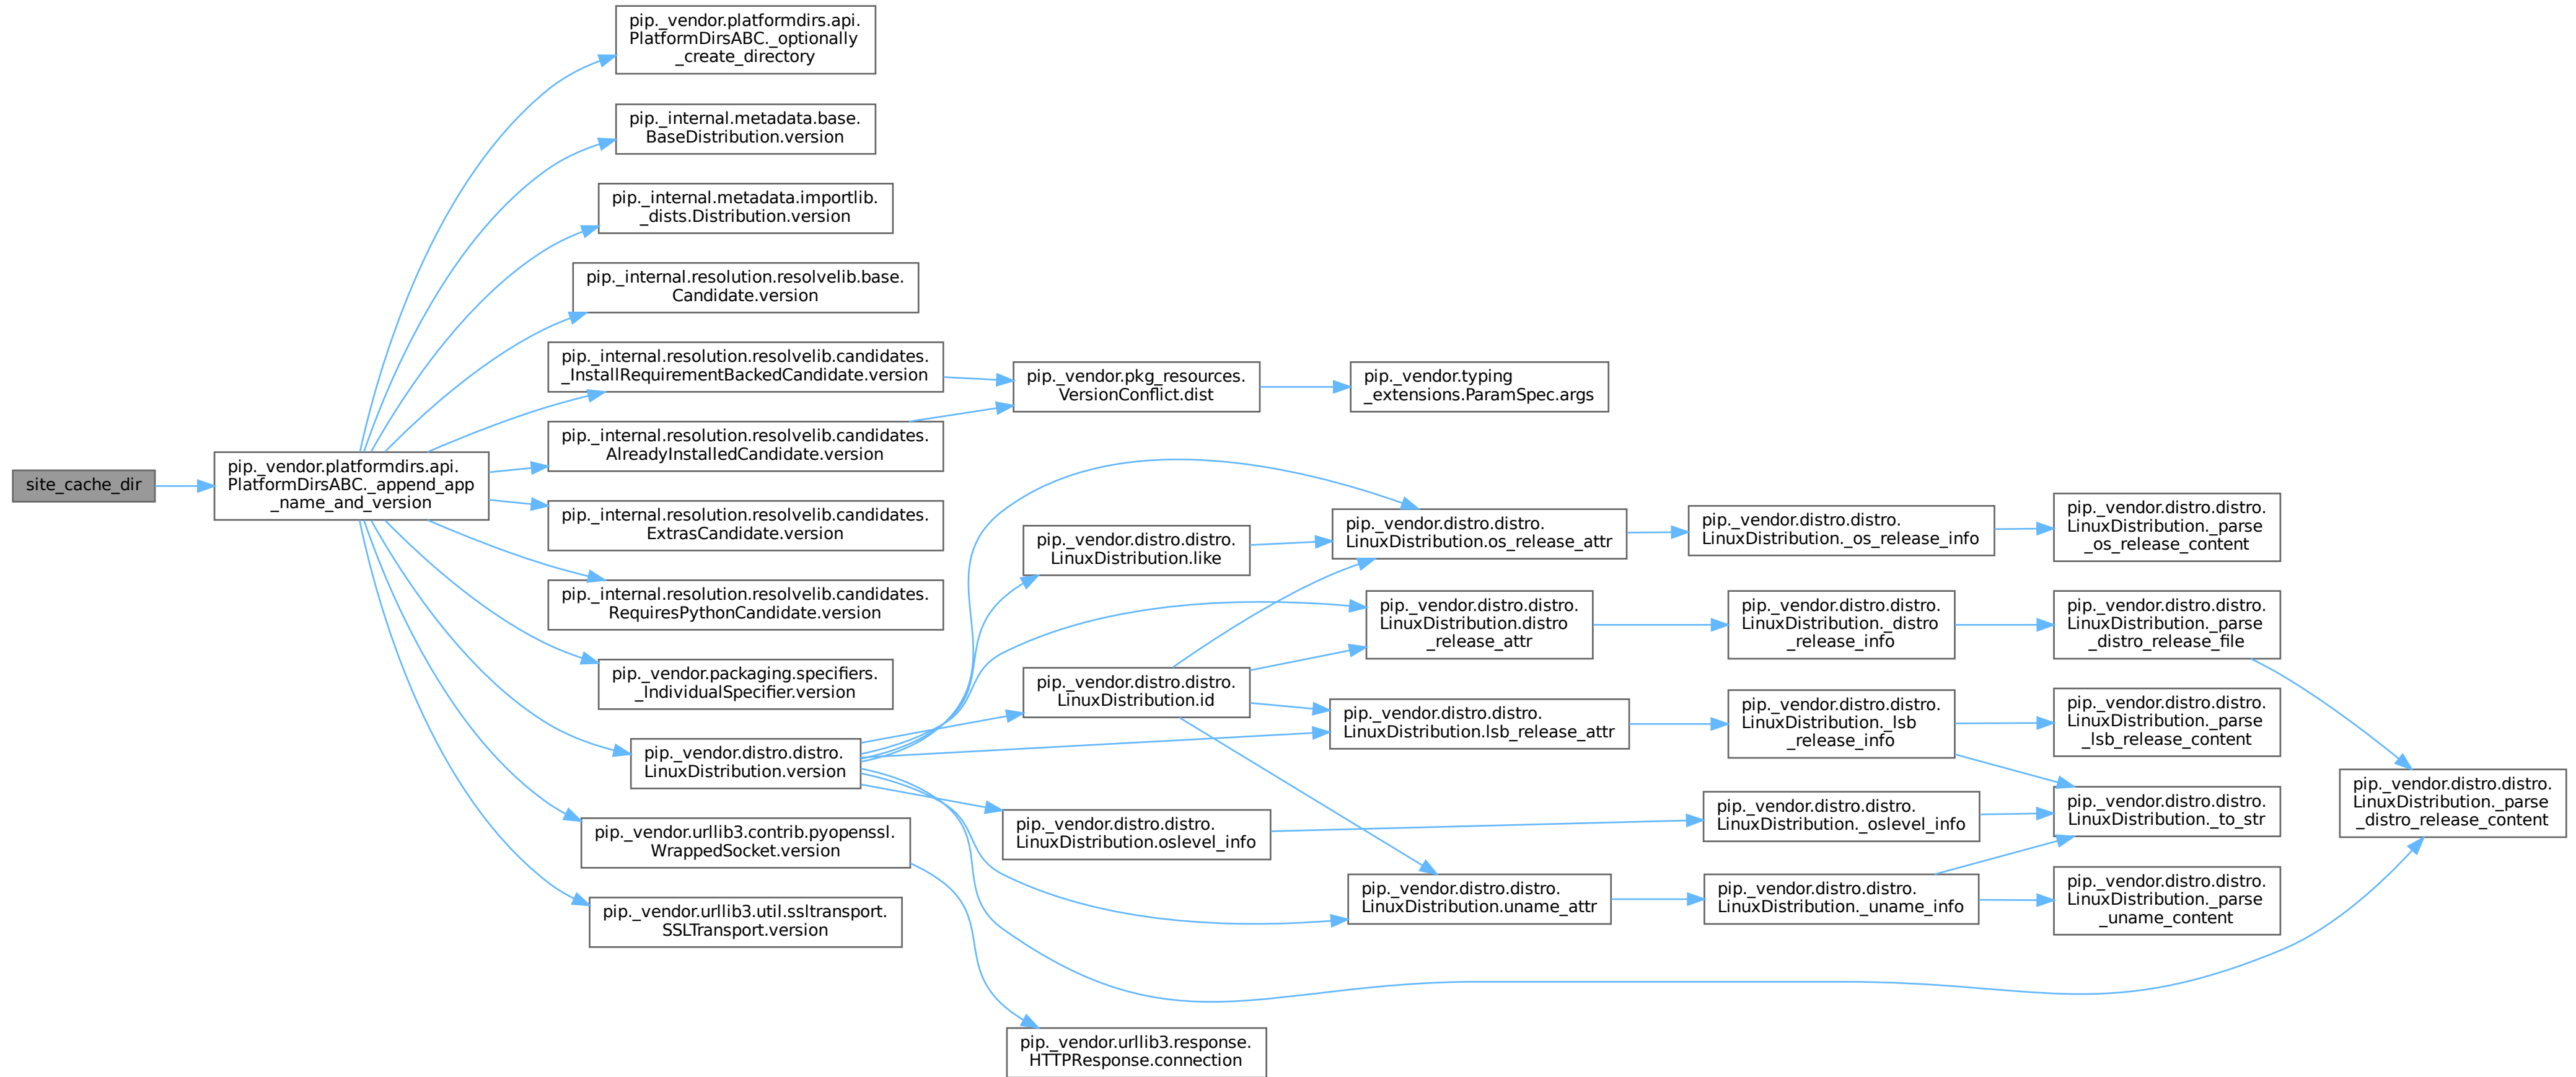 site_cache_dir
pip._vendor.platformdirs.api.
PlatformDirsABC._append_app
_name_and_version
pip._vendor.platformdirs.api.
PlatformDirsABC._optionally
_create_directory
pip._internal.metadata.base.
BaseDistribution.version
pip._internal.metadata.importlib.
_dists.Distribution.version
pip._internal.resolution.resolvelib.base.
Candidate.version
pip._internal.resolution.resolvelib.candidates.
_InstallRequirementBackedCandidate.version
pip._internal.resolution.resolvelib.candidates.
AlreadyInstalledCandidate.version
pip._internal.resolution.resolvelib.candidates.
ExtrasCandidate.version
pip._internal.resolution.resolvelib.candidates.
RequiresPythonCandidate.version
pip._vendor.packaging.specifiers.
_IndividualSpecifier.version
pip._vendor.distro.distro.
LinuxDistribution.version
pip._vendor.urllib3.contrib.pyopenssl.
WrappedSocket.version
pip._vendor.urllib3.util.ssltransport.
SSLTransport.version
pip._vendor.pkg_resources.
VersionConflict.dist
pip._vendor.distro.distro.
LinuxDistribution.like
pip._vendor.distro.distro.
LinuxDistribution.id
pip._vendor.distro.distro.
LinuxDistribution.oslevel_info
pip._vendor.urllib3.response.
HTTPResponse.connection
pip._vendor.typing
_extensions.ParamSpec.args
pip._vendor.distro.distro.
LinuxDistribution.os_release_attr
pip._vendor.distro.distro.
LinuxDistribution.distro
_release_attr
pip._vendor.distro.distro.
LinuxDistribution.lsb_release_attr
pip._vendor.distro.distro.
LinuxDistribution.uname_attr
pip._vendor.distro.distro.
LinuxDistribution._os_release_info
pip._vendor.distro.distro.
LinuxDistribution._distro
_release_info
pip._vendor.distro.distro.
LinuxDistribution._lsb
_release_info
pip._vendor.distro.distro.
LinuxDistribution._oslevel_info
pip._vendor.distro.distro.
LinuxDistribution._uname_info
pip._vendor.distro.distro.
LinuxDistribution._parse
_os_release_content
pip._vendor.distro.distro.
LinuxDistribution._parse
_distro_release_file
pip._vendor.distro.distro.
LinuxDistribution._parse
_lsb_release_content
pip._vendor.distro.distro.
LinuxDistribution._to_str
pip._vendor.distro.distro.
LinuxDistribution._parse
_uname_content
pip._vendor.distro.distro.
LinuxDistribution._parse
_distro_release_content